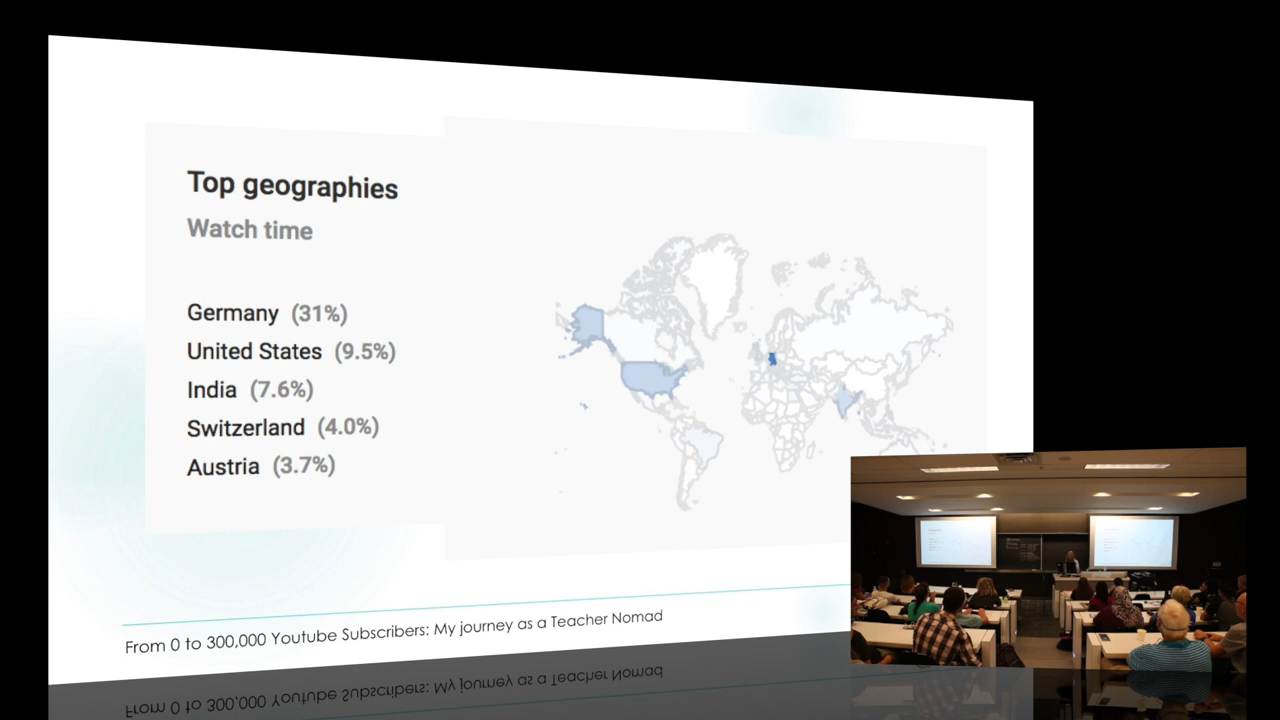 Top geographies
Watch time
Germany (31%)
United States (9.5%)
India (7.6%)
Switzerland (4.0%)
Austria (3.7%)
From 0 to 300,000 Youtube Subscribers: My journey as a Teacher Nomad